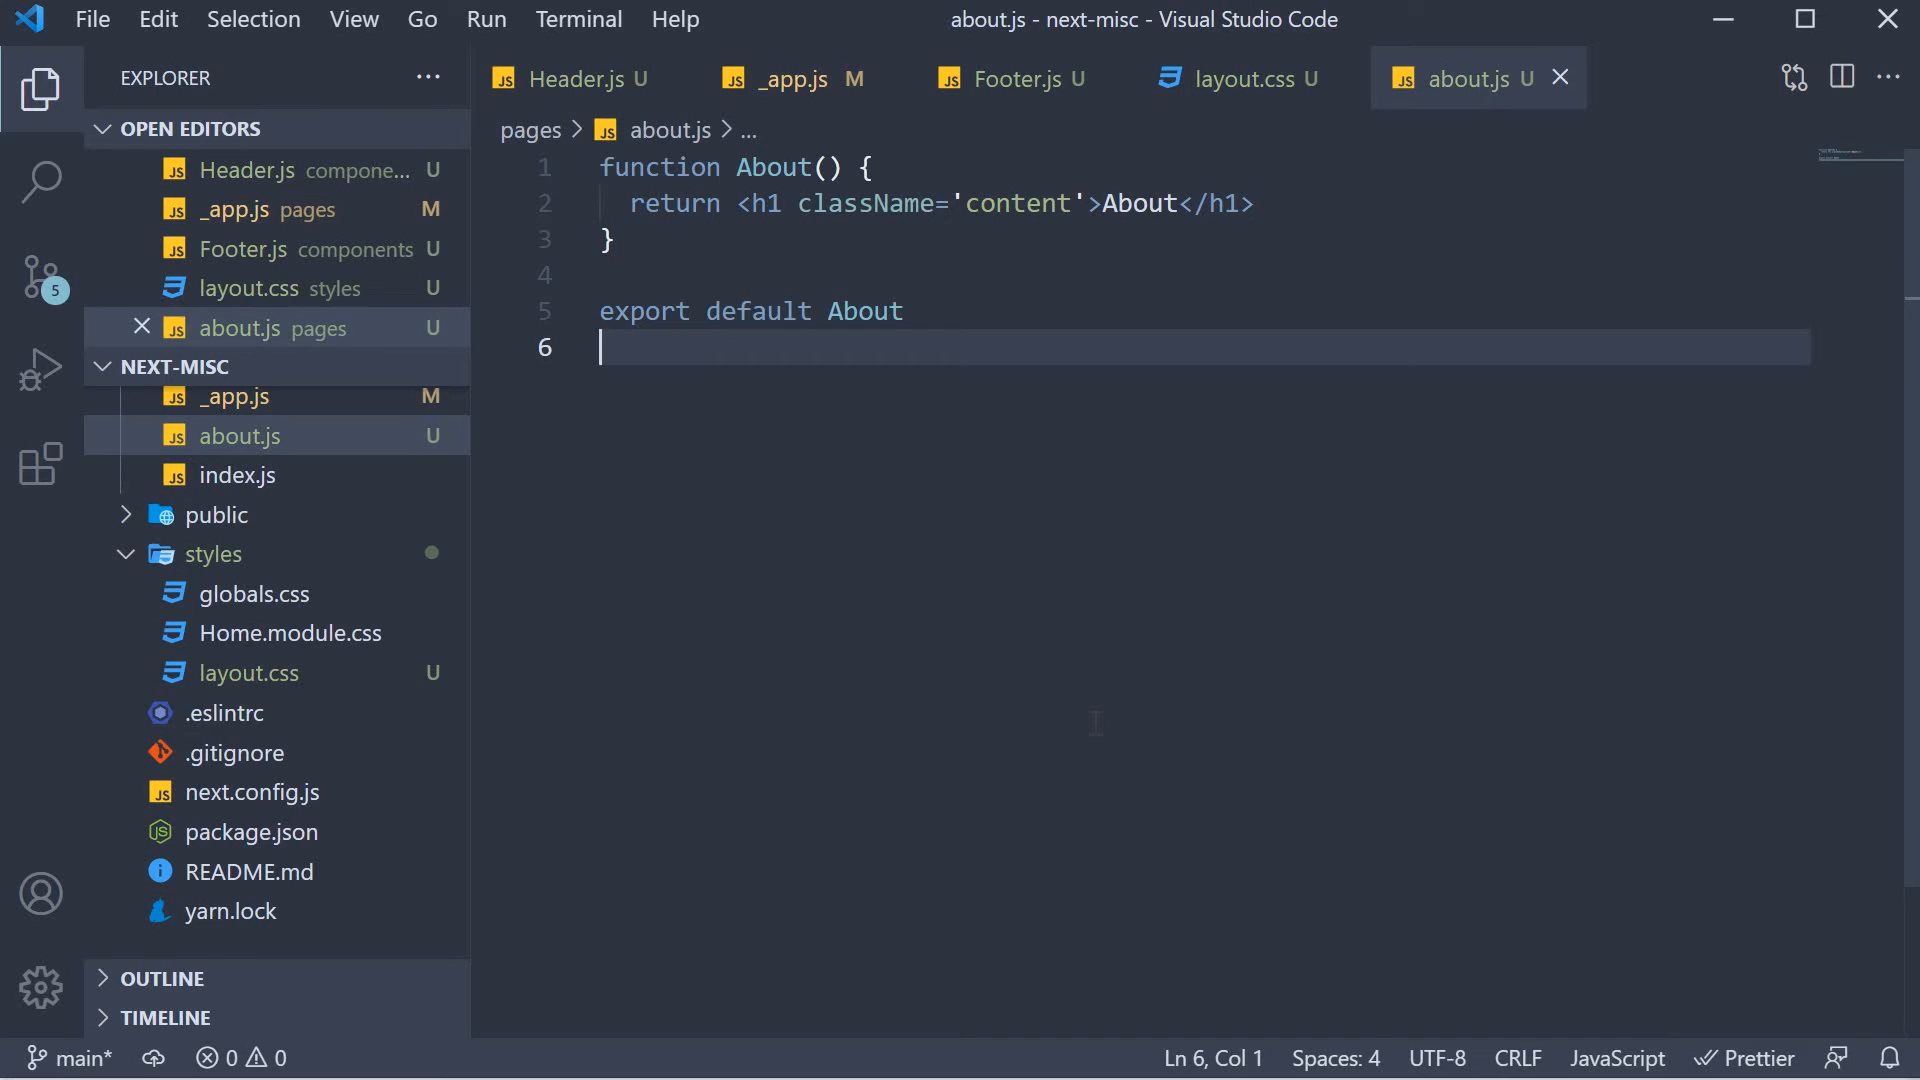 File Edit Selection View Go Run Terminal Help about.js - next-misc - Visual Studio Code
EXPLORER
OPEN EDITORS
Header.js compone... U
_app.js pages M
Footer.js components U
layout.css styles U
about.js pages U
NEXT-MISC
_app.js M
about.js U
index.js
public
styles
globals.css
Home.module.css
layout.css U
.eslintrc
.gitignore
next.config.js
package.json
README.md
yarn.lock
OUTLINE
TIMELINE
5
Header.js U _app.js M Footer.js U layout.css U about.js U
pages > about.js > ...
1 function About() {
2 return <h1 className='content'>About</h1>
3 }
4
5 export default About
6
main* 0 0 Ln 6, Col 1 Spaces: 4 UTF-8 CRLF JavaScript Prettier